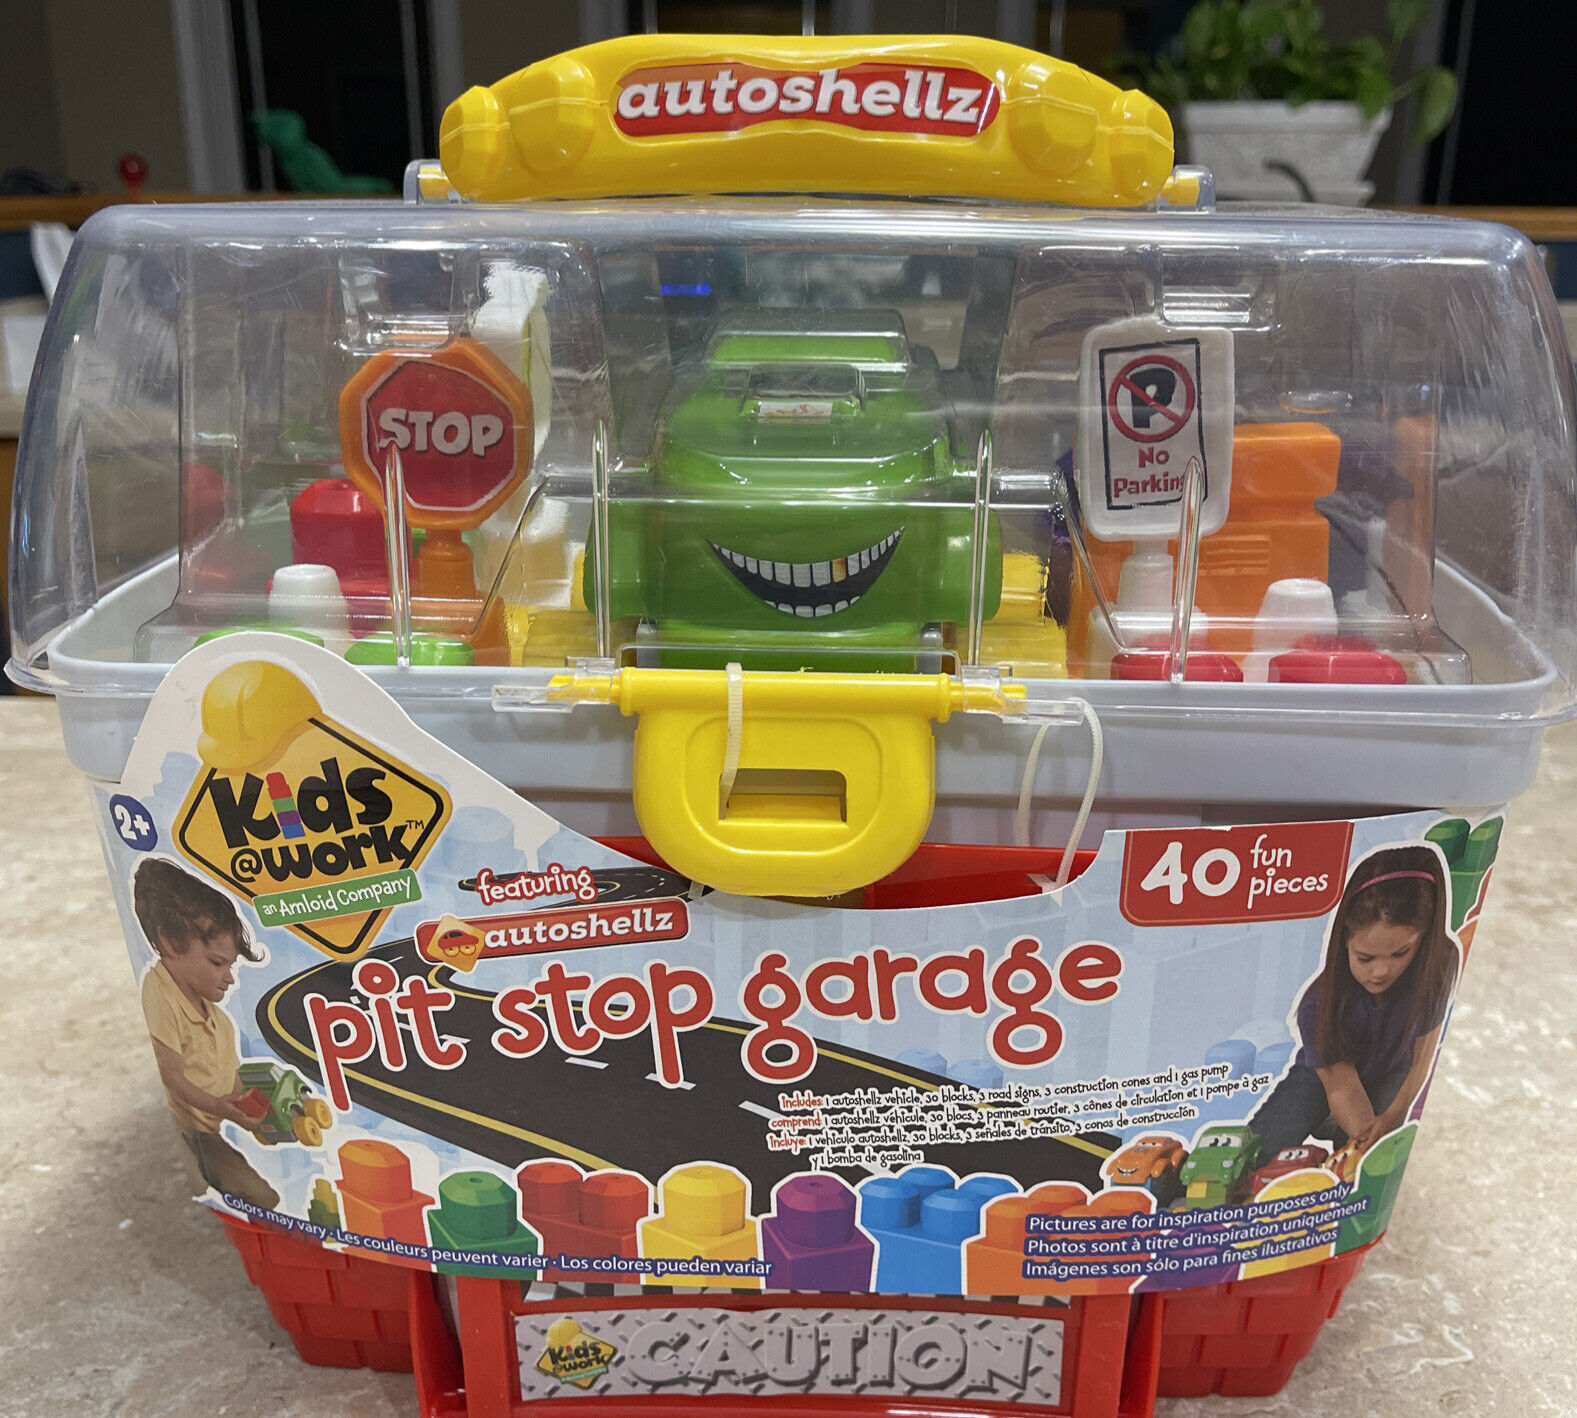 autoshellz
STOP
P
No
Parking
2+
Kids
@work™
an Amloid Company
featuring
autoshellz
pit stop garage
40 fun
pieces
Includes: 1 autoshellz vehicle, 30 blocks, 3 road signs, 3 construction cones and 1 gas pump
comprend: 1 autoshellz véhicule, 30 blocs, 3 panneau routier, 3 cônes de circulation et 1 pompe à gaz
Incluye: 1 vehículo autoshellz, 30 blocks, 3 señales de tránsito, 3 conos de construcción
y 1 bomba de gasolina
Colors may vary · Les couleurs peuvent varier · Los colores pueden variar
Pictures are for inspiration purposes only
Photos sont à titre d'inspiration uniquement
Imágenes son sólo para fines ilustrativos
Kids
@work
CAUTION